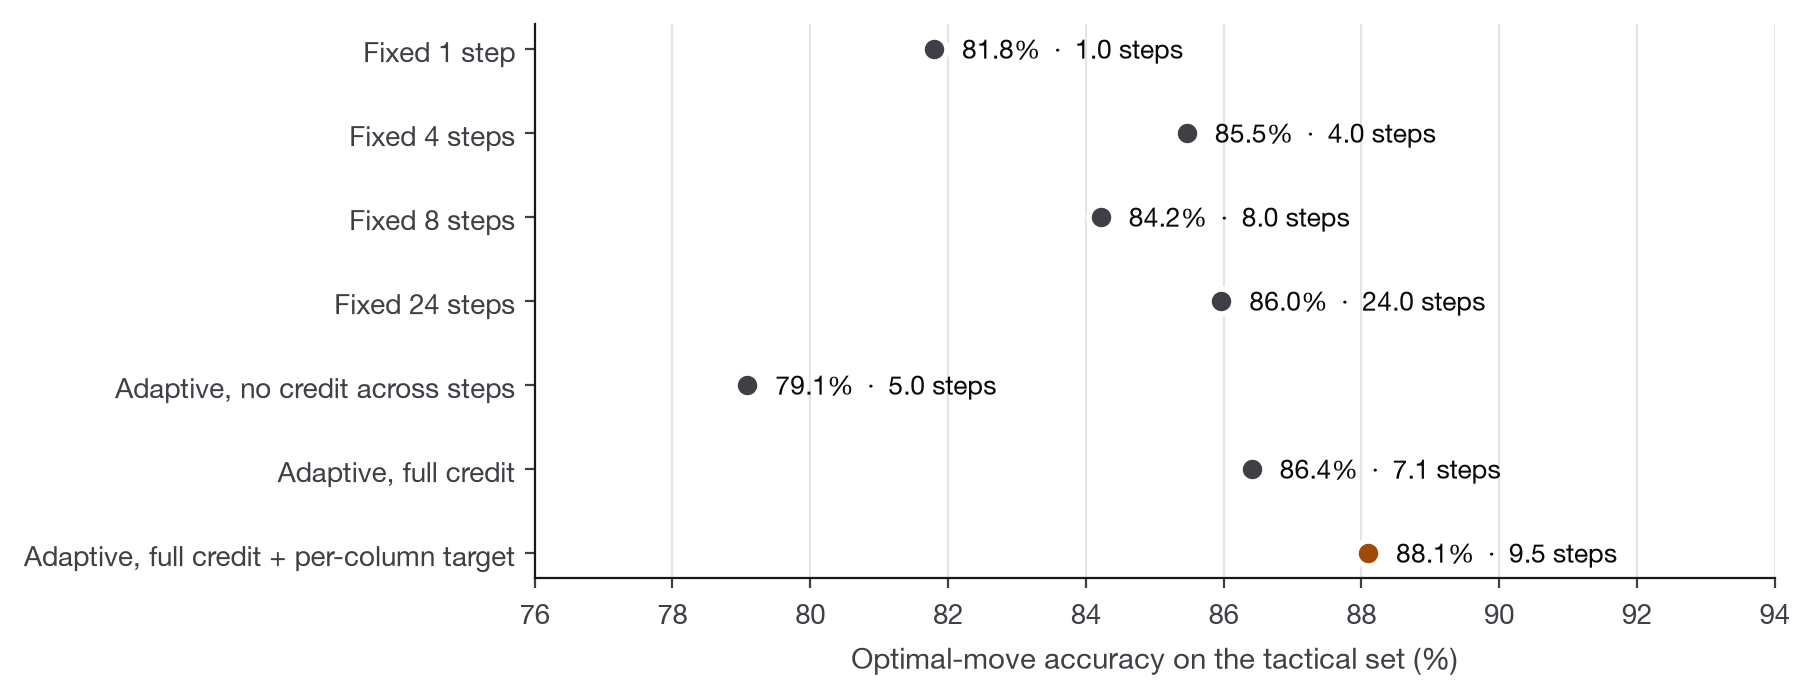 Fixed 1 step
81.8% · 1.0 steps
Fixed 4 steps
85.5% · 4.0 steps
Fixed 8 steps
84.2% · 8.0 steps
Fixed 24 steps
86.0% · 24.0 steps
Adaptive, no credit across steps
79.1% · 5.0 steps
Adaptive, full credit
86.4% · 7.1 steps
Adaptive, full credit + per-column target
88.1% · 9.5 steps
76 78 80 82 84 86 88 90 92 94
Optimal-move accuracy on the tactical set (%)